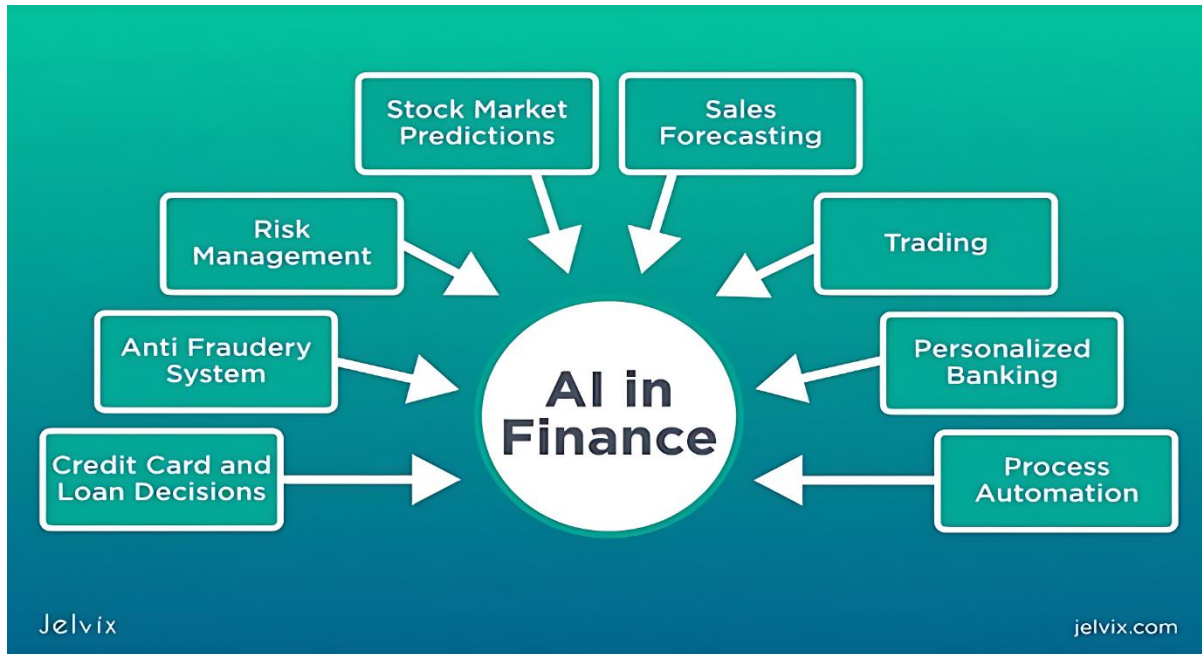 Stock Market
Predictions
Sales
Forecasting
Risk
Management
Trading
Anti Fraudery
System
Personalized
Banking
AI in
Finance
Credit Card and
Loan Decisions
Process
Automation
Jelvix
jelvix.com